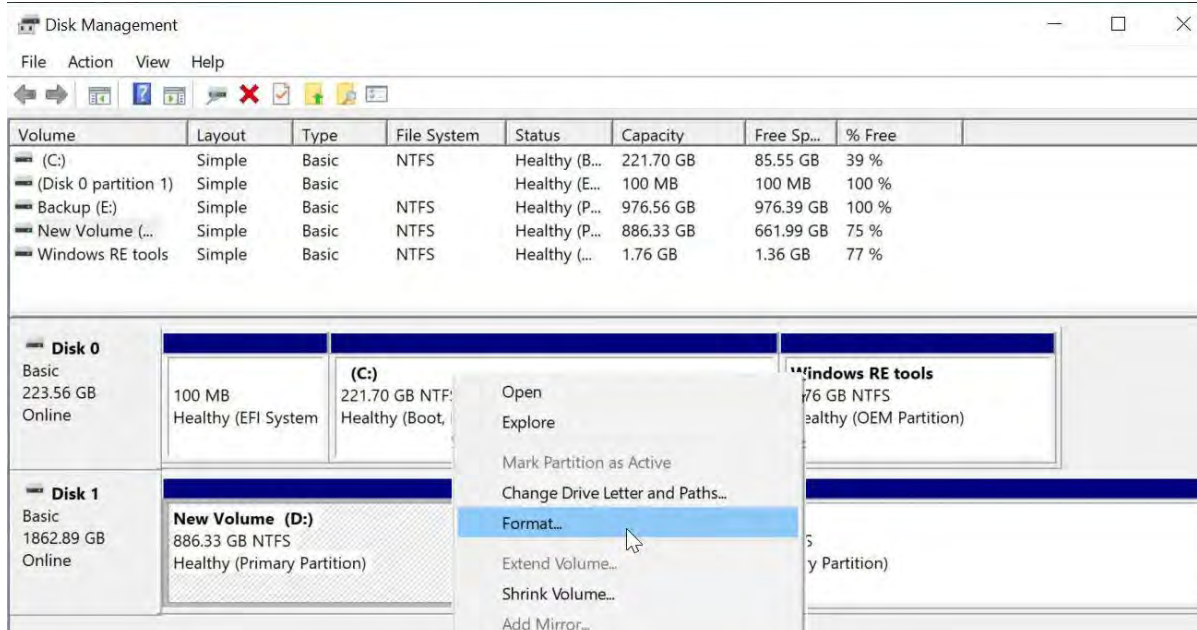 Disk Management
File Action View Help
Volume Layout Type File System Status Capacity Free Sp... % Free
(C:) Simple Basic NTFS Healthy (B... 221.70 GB 85.55 GB 39 %
(Disk 0 partition 1) Simple Basic Healthy (E... 100 MB 100 MB 100 %
Backup (E:) Simple Basic NTFS Healthy (P... 976.56 GB 976.39 GB 100 %
New Volume (... Simple Basic NTFS Healthy (P... 886.33 GB 661.99 GB 75 %
Windows RE tools Simple Basic NTFS Healthy (... 1.76 GB 1.36 GB 77 %
Disk 0
Basic
223.56 GB
Online
100 MB
Healthy (EFI System
(C:)
221.70 GB NTFS
Healthy (Boot,
Windows RE tools
76 GB NTFS
ealthy (OEM Partition)
Open
Explore
Mark Partition as Active
Change Drive Letter and Paths...
Format...
Extend Volume...
Shrink Volume...
Add Mirror...
Disk 1
Basic
1862.89 GB
Online
New Volume (D:)
886.33 GB NTFS
Healthy (Primary Partition)
y Partition)